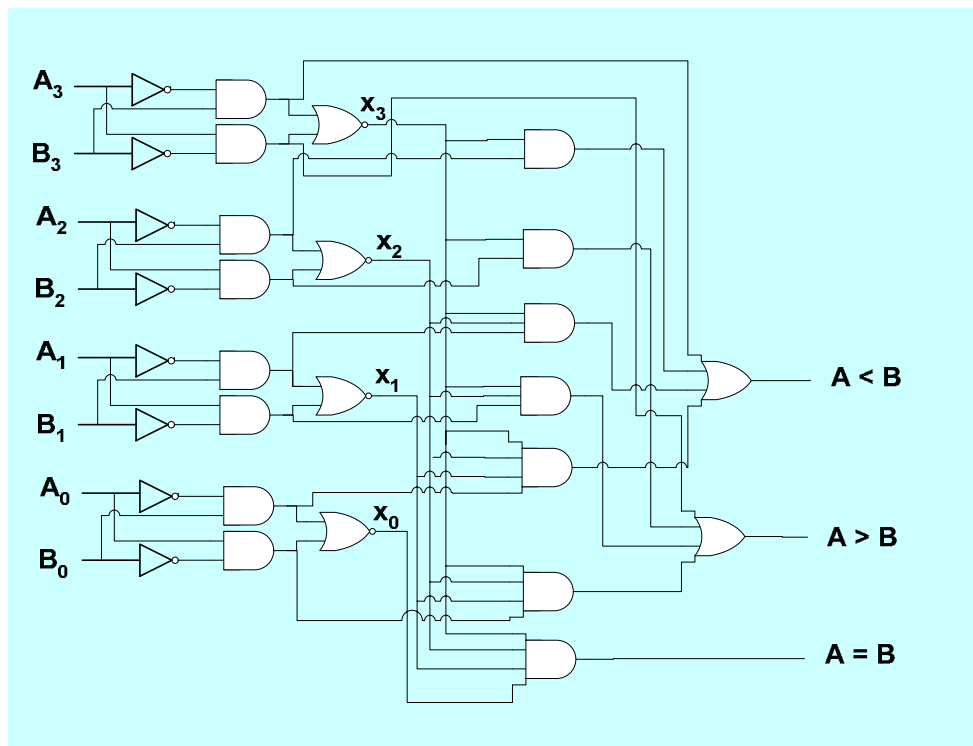 A₃
x₃
B₃
A₂
x₂
B₂
A₁
x₁
A < B
B₁
A₀
x₀
A > B
B₀
A = B